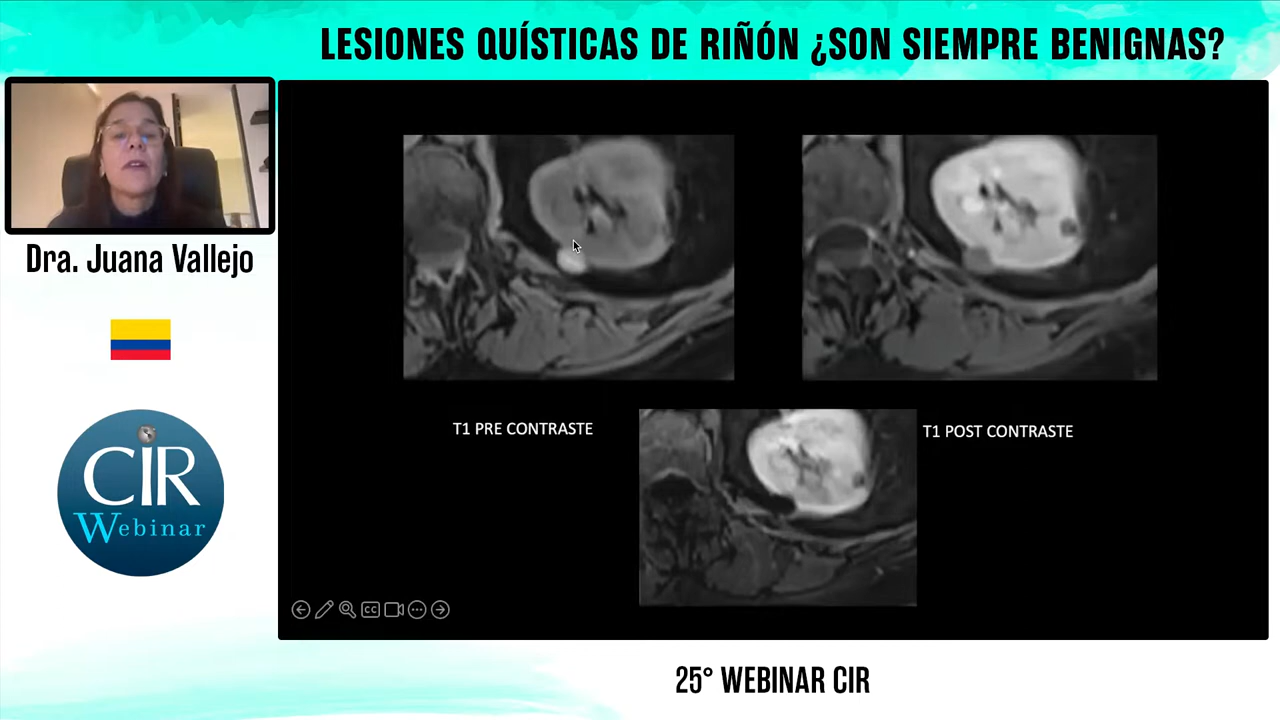 LESIONES QUÍSTICAS DE RIÑÓN ¿SON SIEMPRE BENIGNAS?
Dra. Juana Vallejo
CIR
Webinar
T1 PRE CONTRASTE
T1 POST CONTRASTE
CC
25° WEBINAR CIR